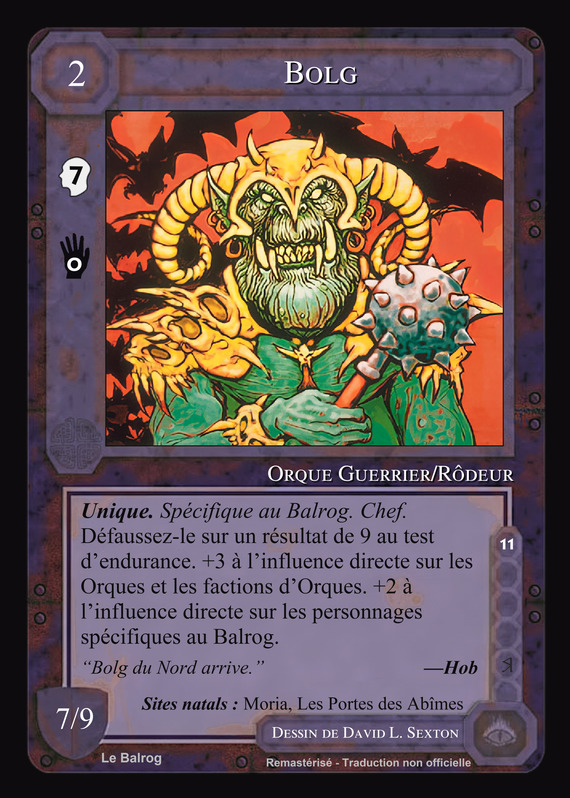 2
BOLG
7
0
ORQUE GUERRIER/RÔDEUR
Unique. Spécifique au Balrog. Chef.
Défaussez-le sur un résultat de 9 au test
d’endurance. +3 à l’influence directe sur les
Orques et les factions d’Orques. +2 à
l’influence directe sur les personnages
spécifiques au Balrog.
11
“Bolg du Nord arrive.” —Hob
Sites natals : Moria, Les Portes des Abîmes
7/9
DESSIN DE DAVID L. SEXTON
Le Balrog
Remastérisé - Traduction non officielle